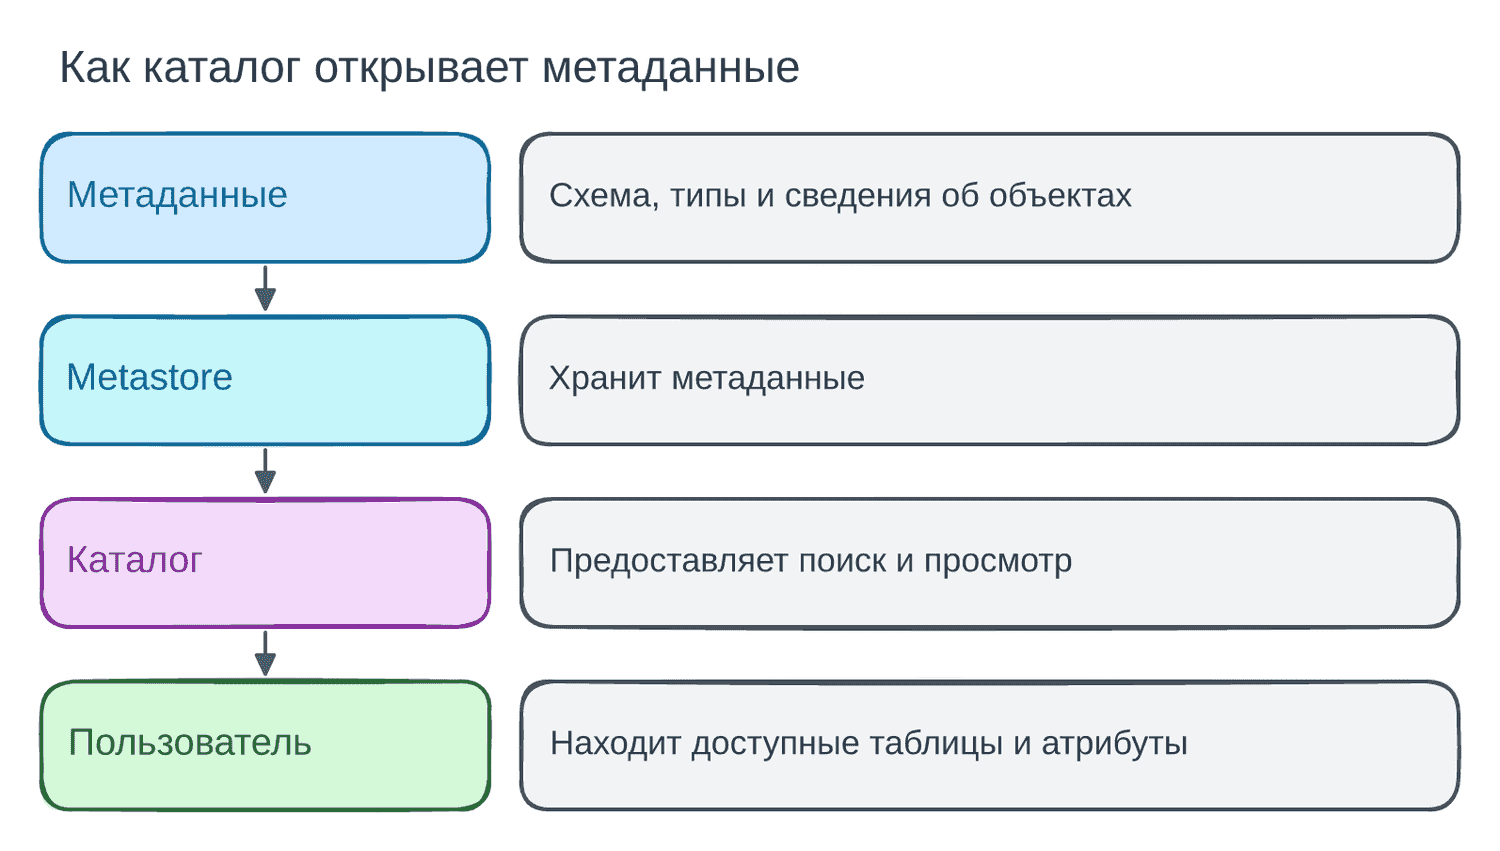 Как каталог открывает метаданные
Метаданные
Схема, типы и сведения об объектах
Metastore
Хранит метаданные
Каталог
Предоставляет поиск и просмотр
Пользователь
Находит доступные таблицы и атрибуты